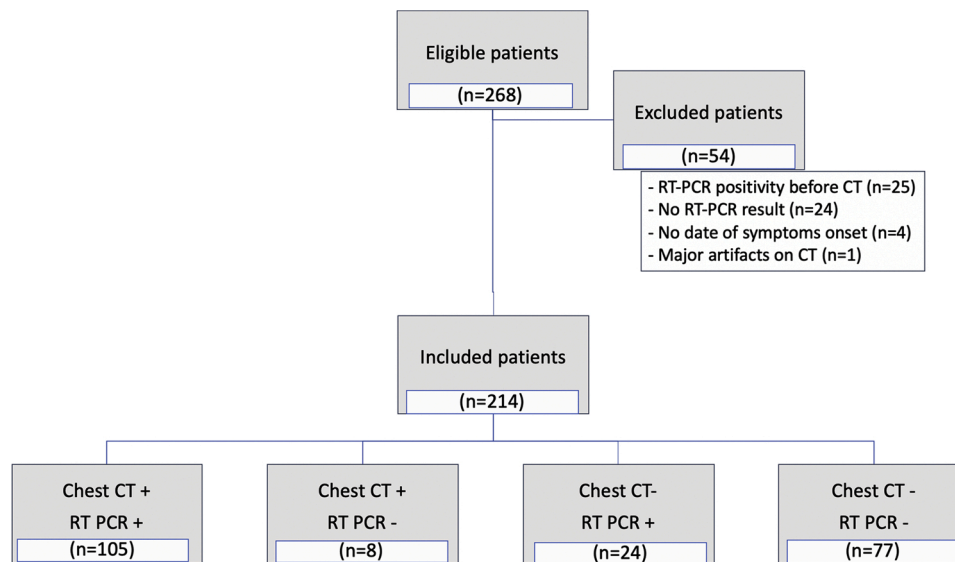 Eligible patients
(n=268)
Excluded patients
(n=54)
- RT-PCR positivity before CT (n=25)
- No RT-PCR result (n=24)
- No date of symptoms onset (n=4)
- Major artifacts on CT (n=1)
Included patients
(n=214)
Chest CT +
RT PCR +
(n=105)
Chest CT +
RT PCR -
(n=8)
Chest CT-
RT PCR +
(n=24)
Chest CT -
RT PCR -
(n=77)